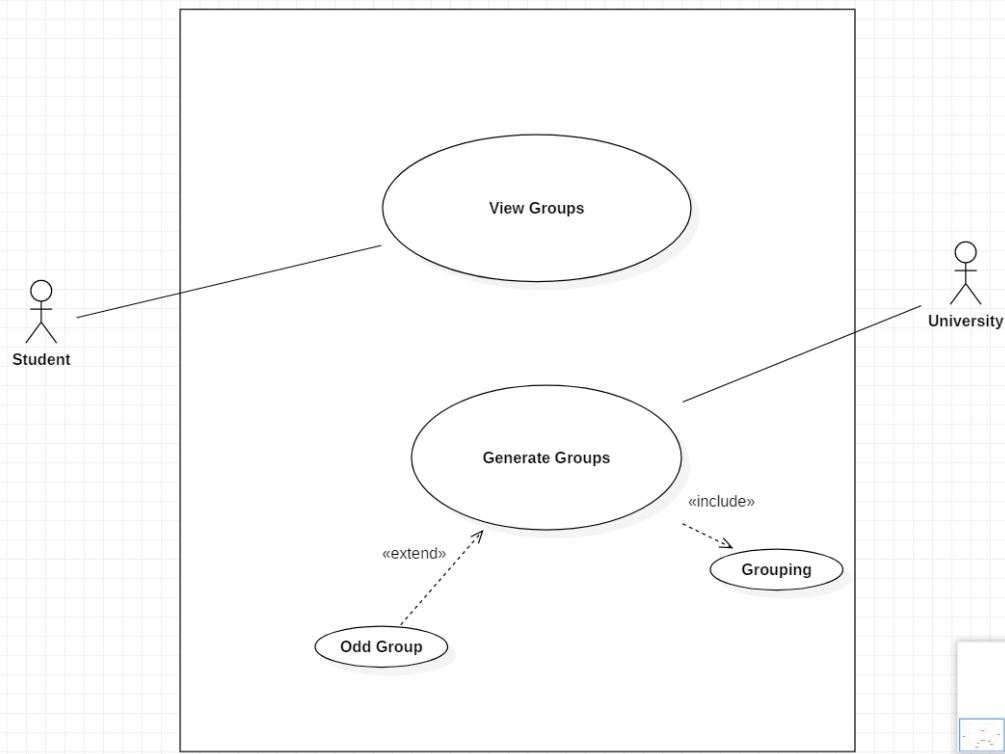 View Groups
Student
University
Generate Groups
«include»
«extend»
Grouping
Odd Group